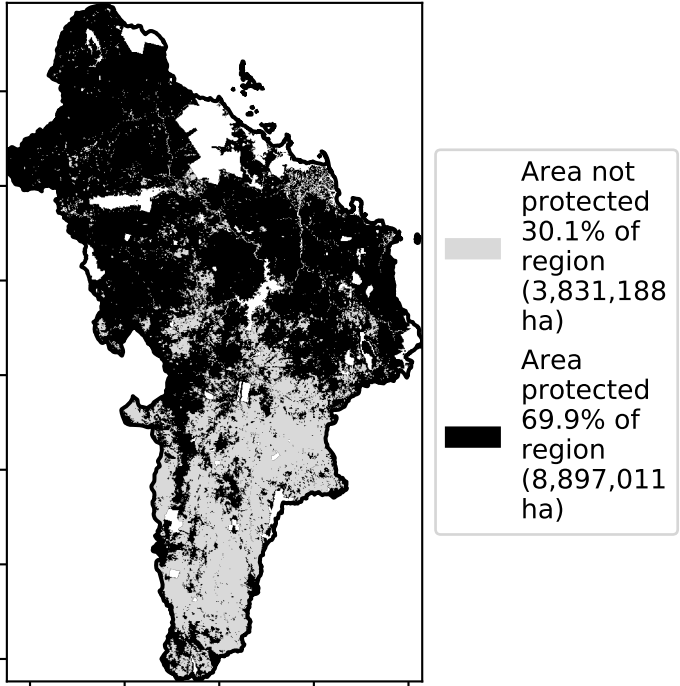 Area not
protected
30.1% of
region
(3,831,188
ha)
Area
protected
69.9% of
region
(8,897,011
ha)